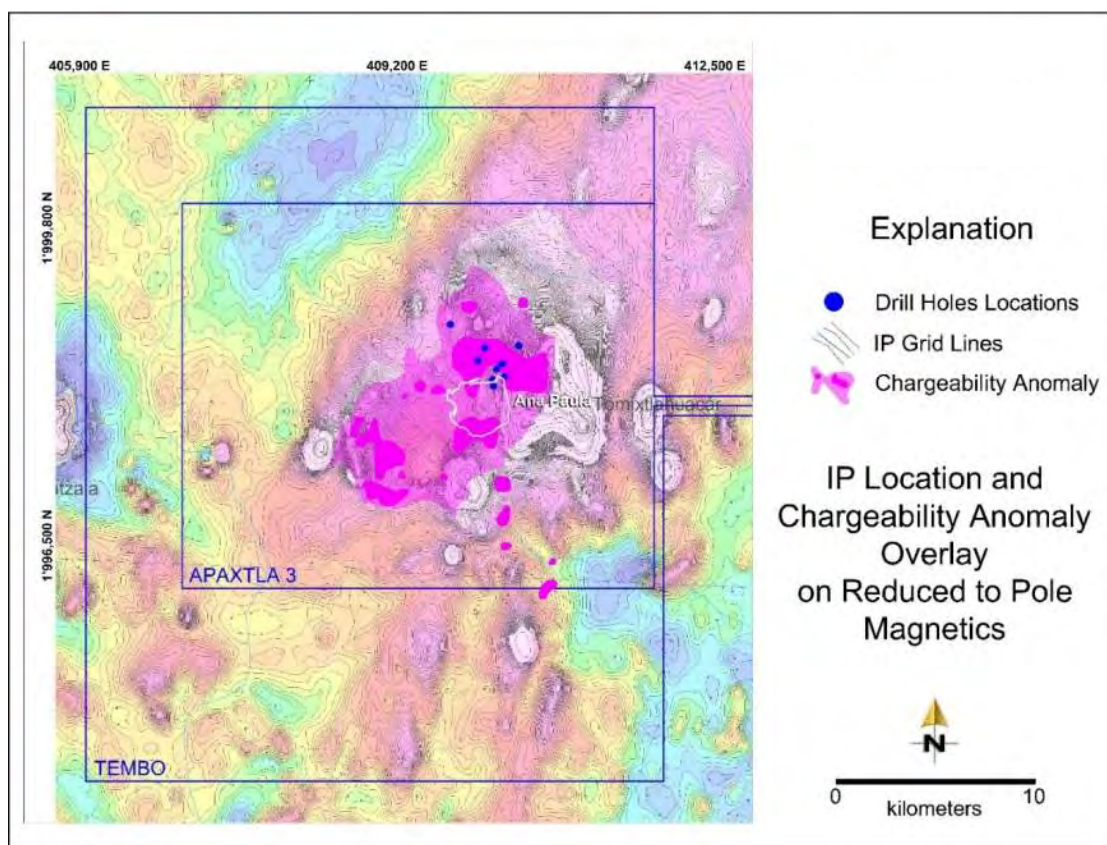 405,900 E
409,200 E
412,500 E
1'999,800 N
1'996,500 N
Ana Paula
Tomixtlahuacar
itzala
APAXTLA 3
TEMBO
Explanation
Drill Holes Locations
IP Grid Lines
Chargeability Anomaly
IP Location and
Chargeability Anomaly
Overlay
on Reduced to Pole
Magnetics
N
0
10
kilometers